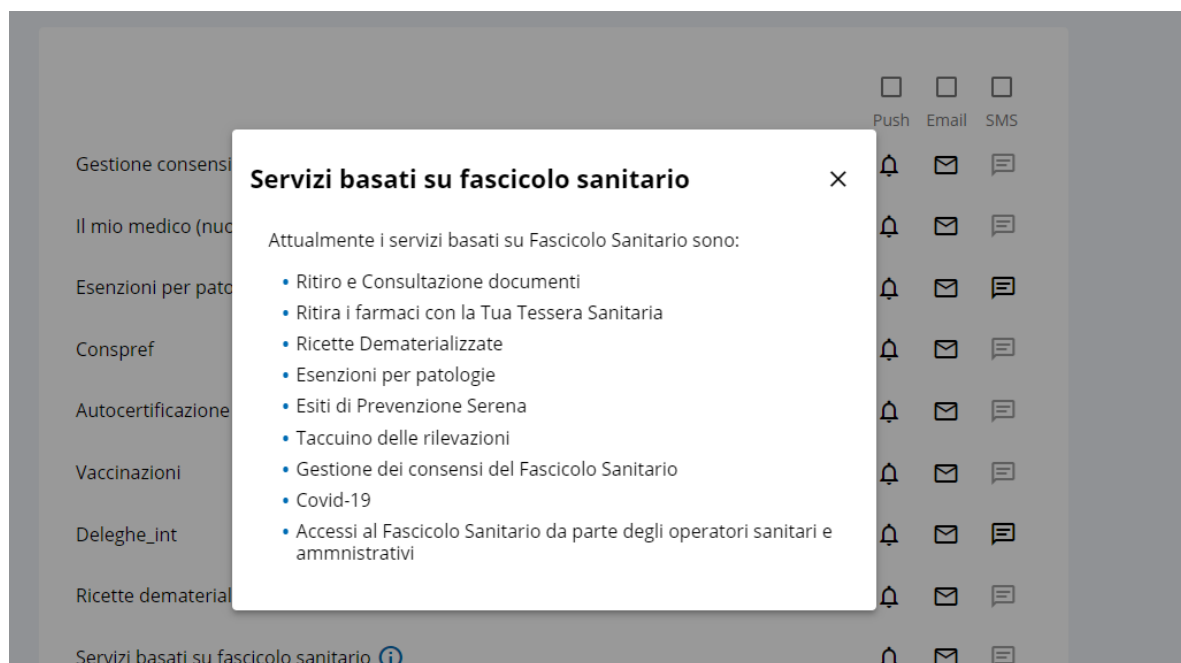 Push Email SMS
Gestione consensi
Servizi basati su fascicolo sanitario
Il mio medico (nuo
Attualmente i servizi basati su Fascicolo Sanitario sono:
• Ritiro e Consultazione documenti
Esenzioni per pato
• Ritira i farmaci con la Tua Tessera Sanitaria
• Ricette Dematerializzate
Conspref
• Esenzioni per patologie
• Esiti di Prevenzione Serena
Autocertificazione
• Taccuino delle rilevazioni
• Gestione dei consensi del Fascicolo Sanitario
Vaccinazioni
• Covid-19
• Accessi al Fascicolo Sanitario da parte degli operatori sanitari e
Deleghe_int
ammnistrativi
Ricette dematerial
Servizi basati su fascicolo sanitario